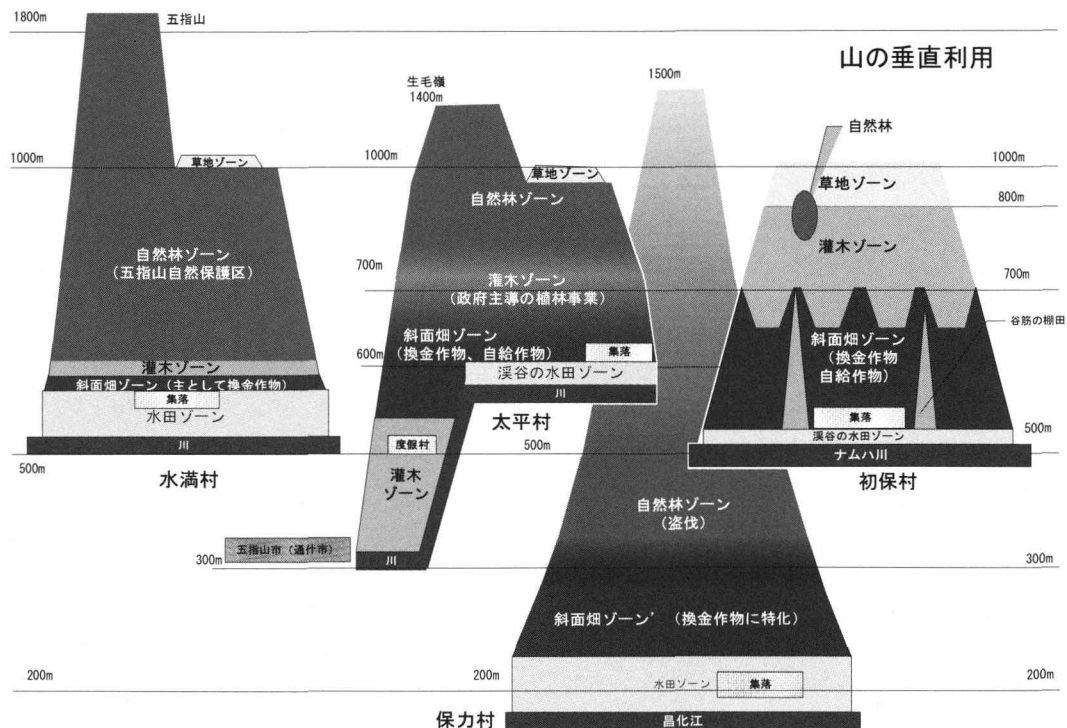 山の垂直利用
1800m
五指山
1000m
草地ゾーン
自然林ゾーン
(五指山自然保護区)
灌木ゾーン
斜面畑ゾーン(主として換金作物)
集落
水田ゾーン
川
500m
水満村
生毛嶺
1400m
1000m
草地ゾーン
自然林ゾーン
700m
灌木ゾーン
(政府主導の植林事業)
斜面畑ゾーン
(換金作物、自給作物)
600m
集落
渓谷の水田ゾーン
川
太平村
度假村
500m
灌木
ゾーン
五指山市(通什市)
300m
川
1500m
自然林ゾーン
(盗伐)
300m
斜面畑ゾーン’(換金作物に特化)
200m
200m
水田ゾーン
集落
200m
保力村
昌化江
自然林
1000m
草地ゾーン
800m
灌木ゾーン
700m
谷筋の棚田
斜面畑ゾーン
(換金作物
自給作物)
集落
渓谷の水田ゾーン
500m
ナムハ川
初保村